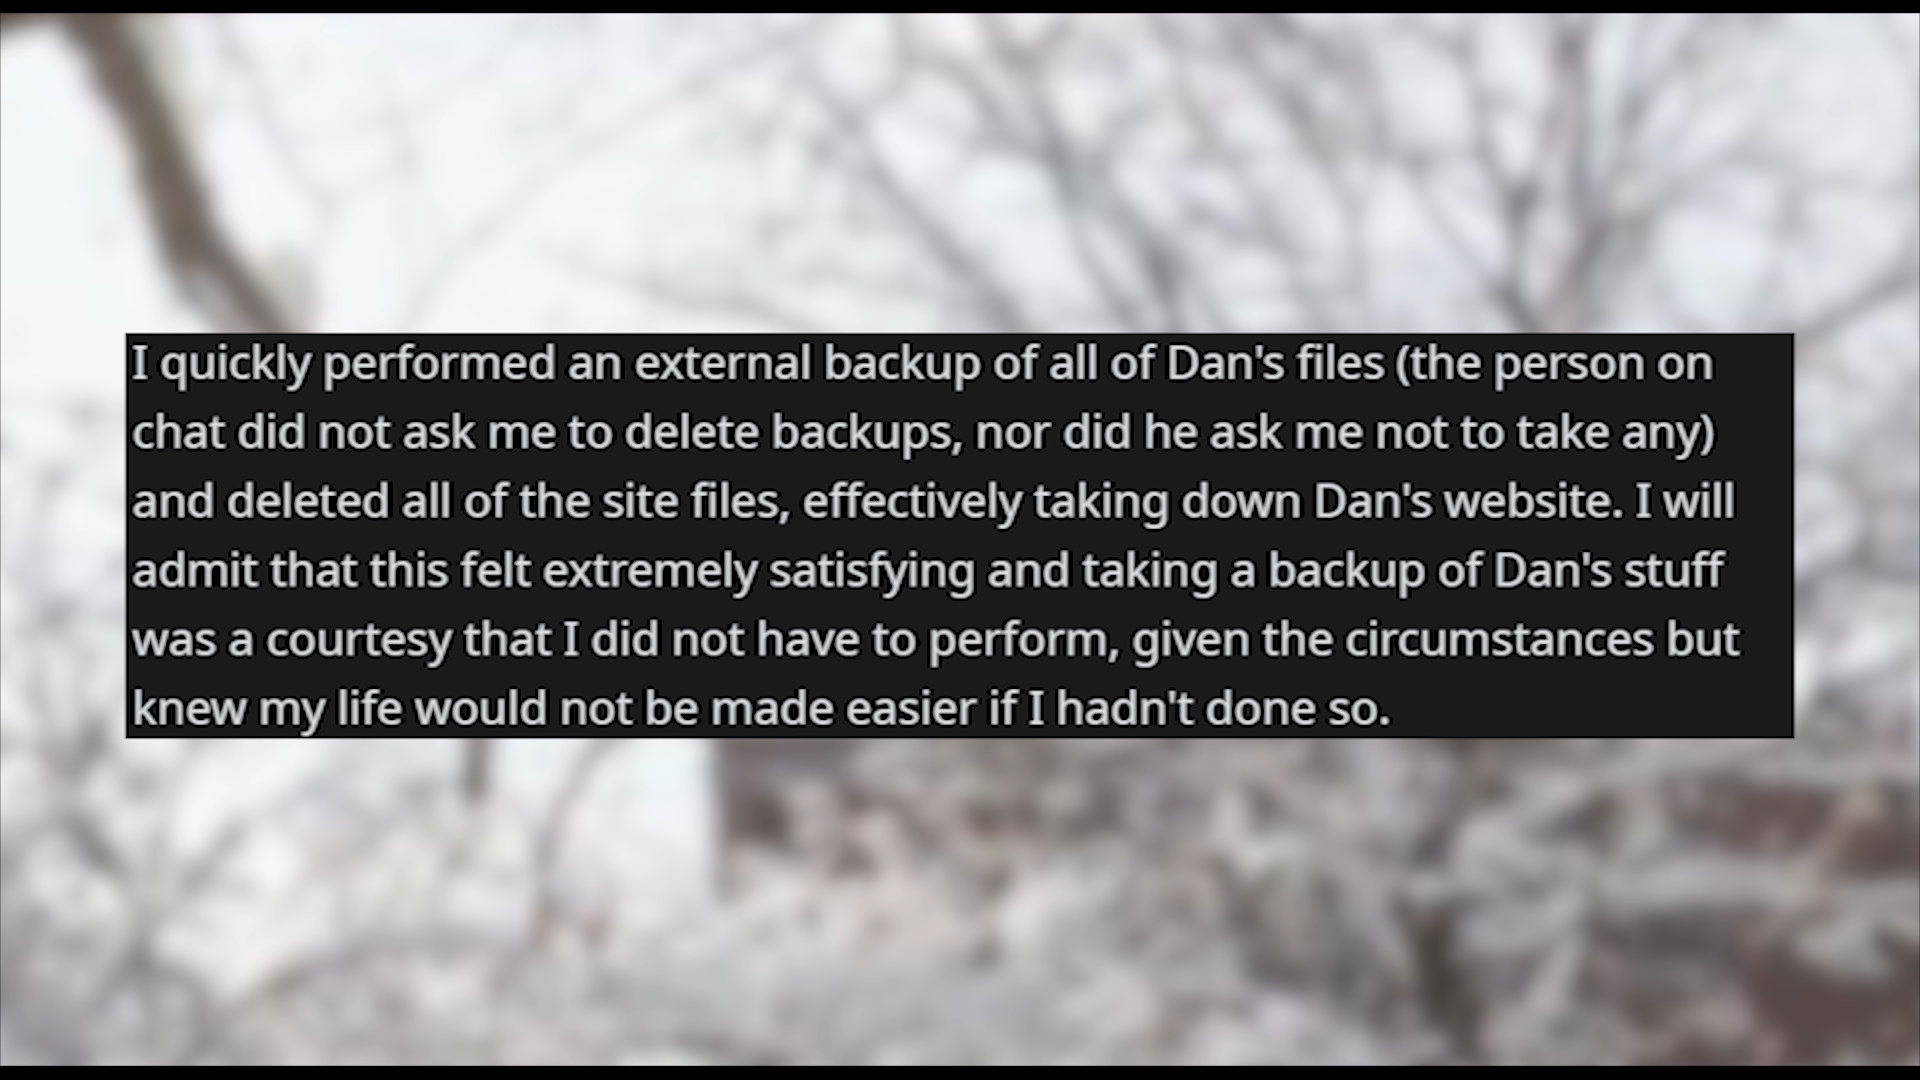 I quickly performed an external backup of all of Dan's files (the person on
chat did not ask me to delete backups, nor did he ask me not to take any)
and deleted all of the site files, effectively taking down Dan's website. I will
admit that this felt extremely satisfying and taking a backup of Dan's stuff
was a courtesy that I did not have to perform, given the circumstances but
knew my life would not be made easier if I hadn't done so.